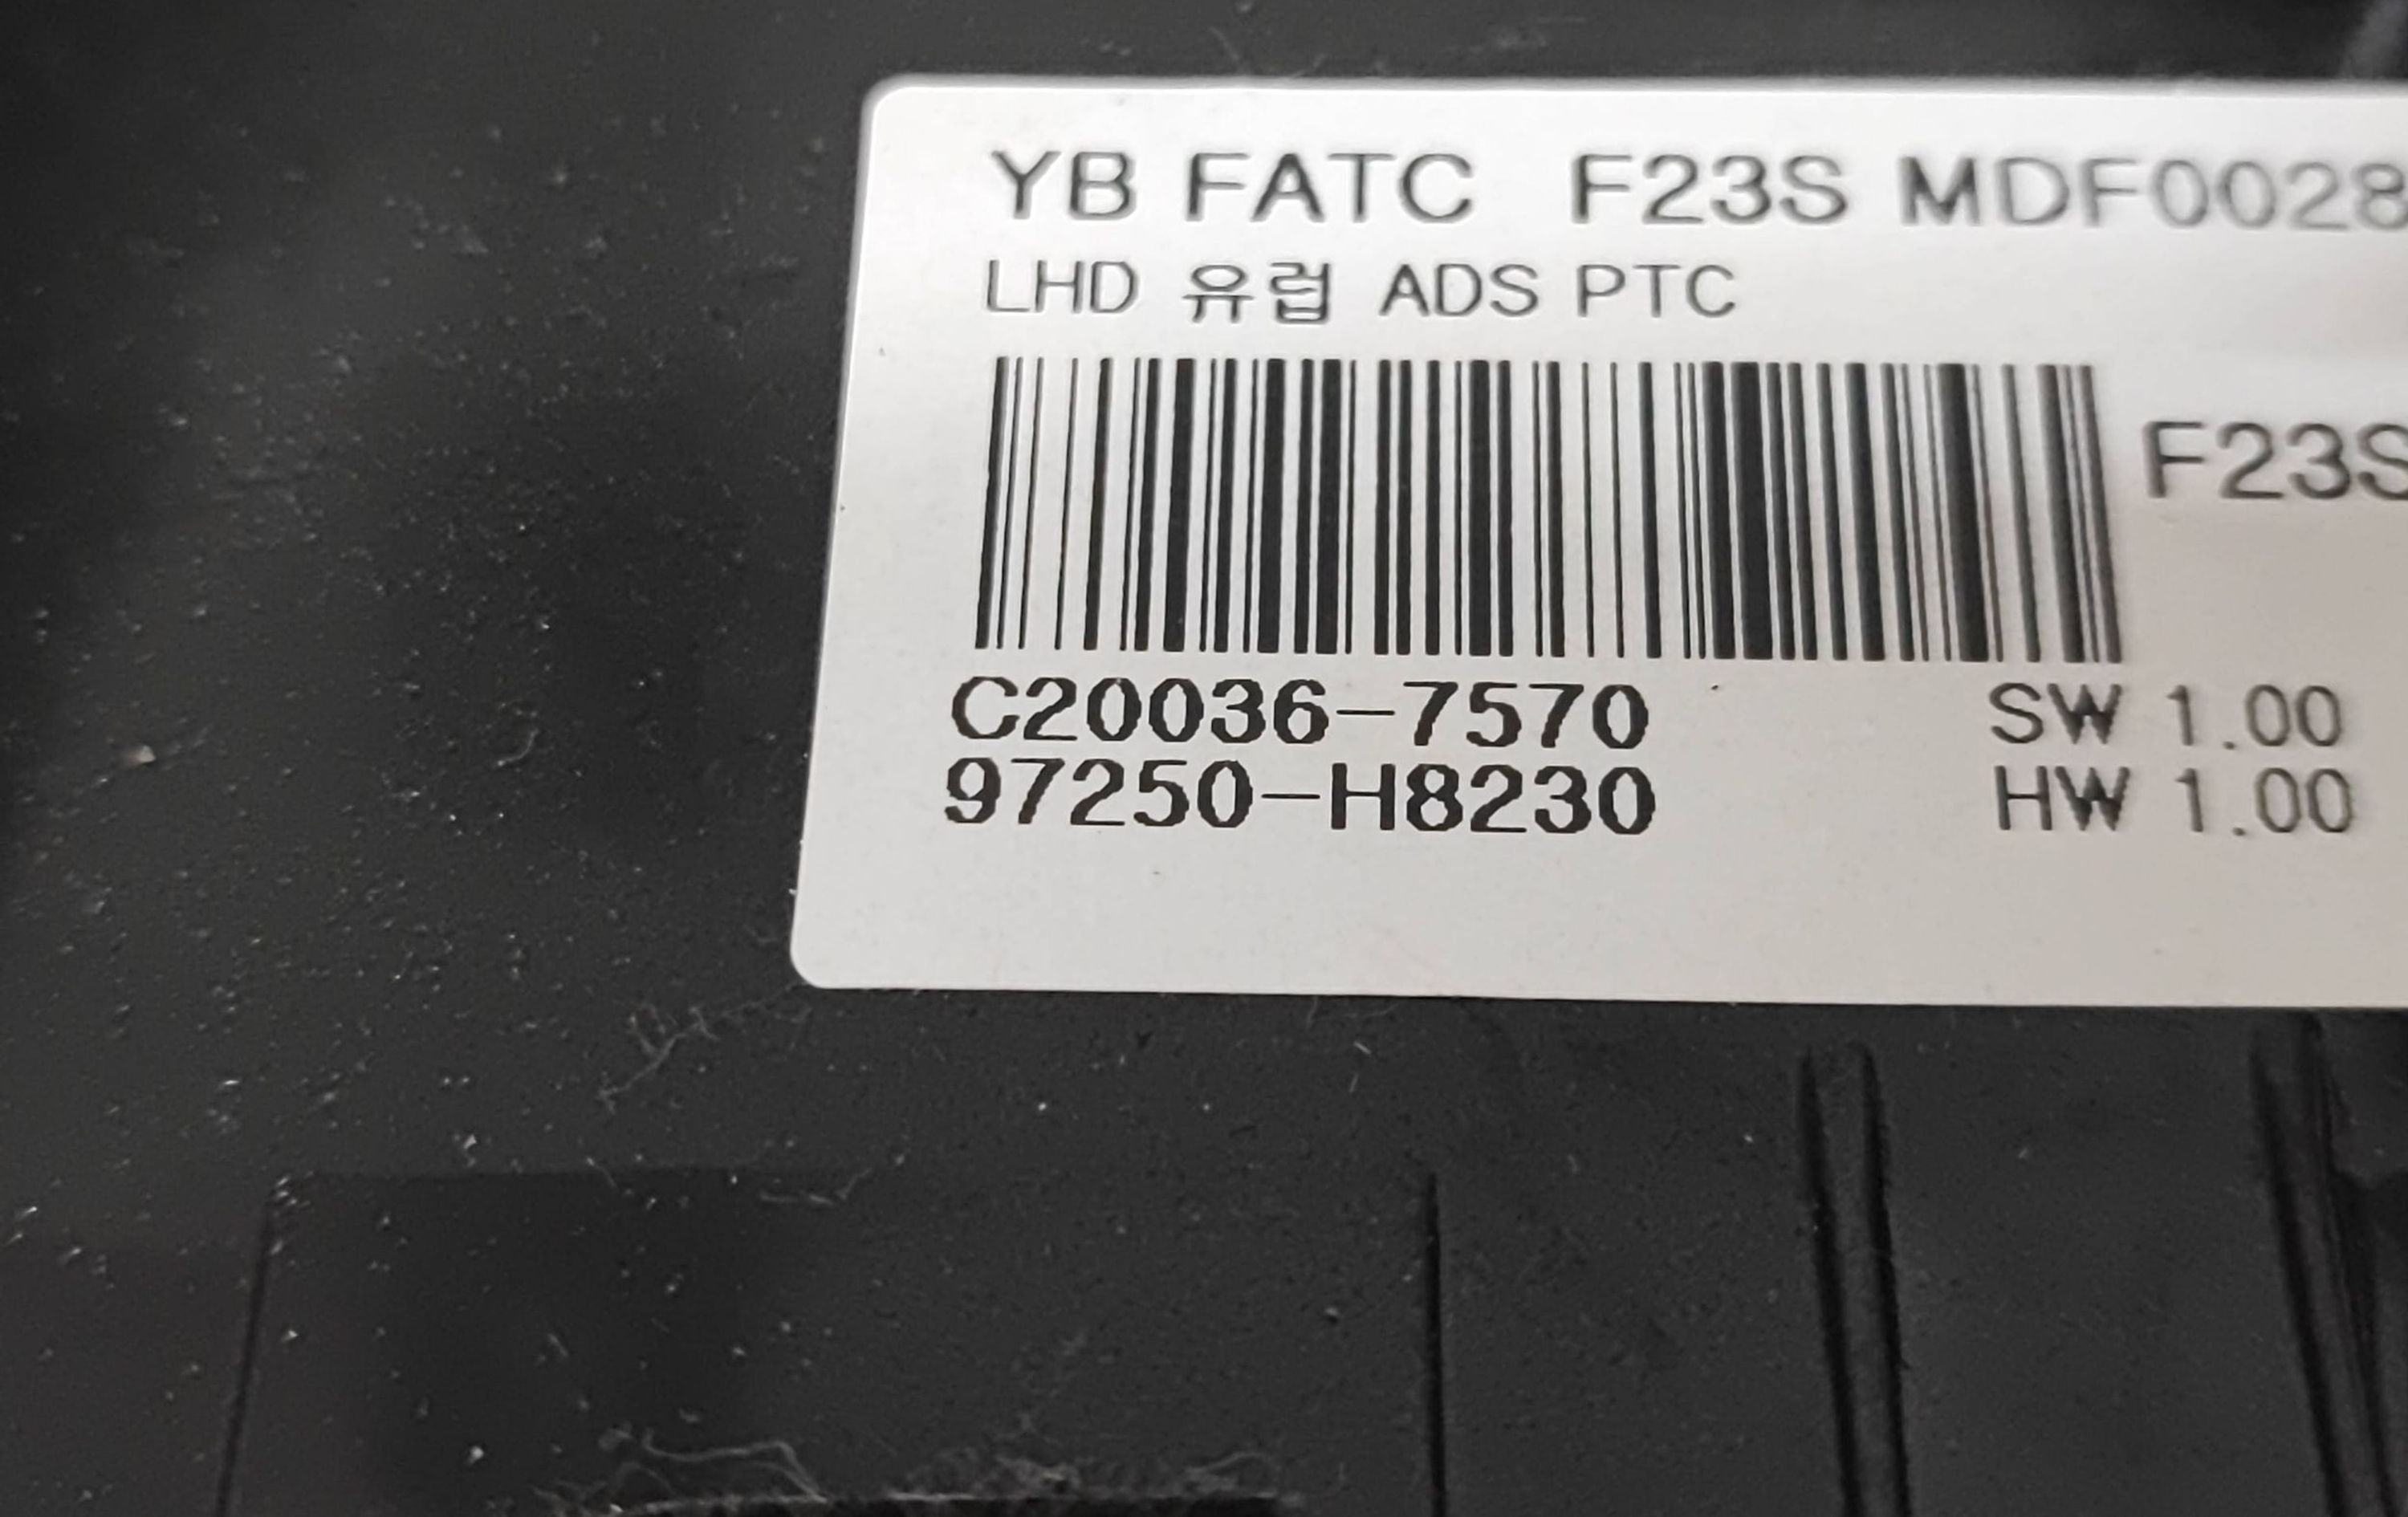 YB FATC F23S MDF0028
LHD 유럽 ADS PTC
F23S
C20036-7570
SW 1.00
97250-H8230
HW 1.00